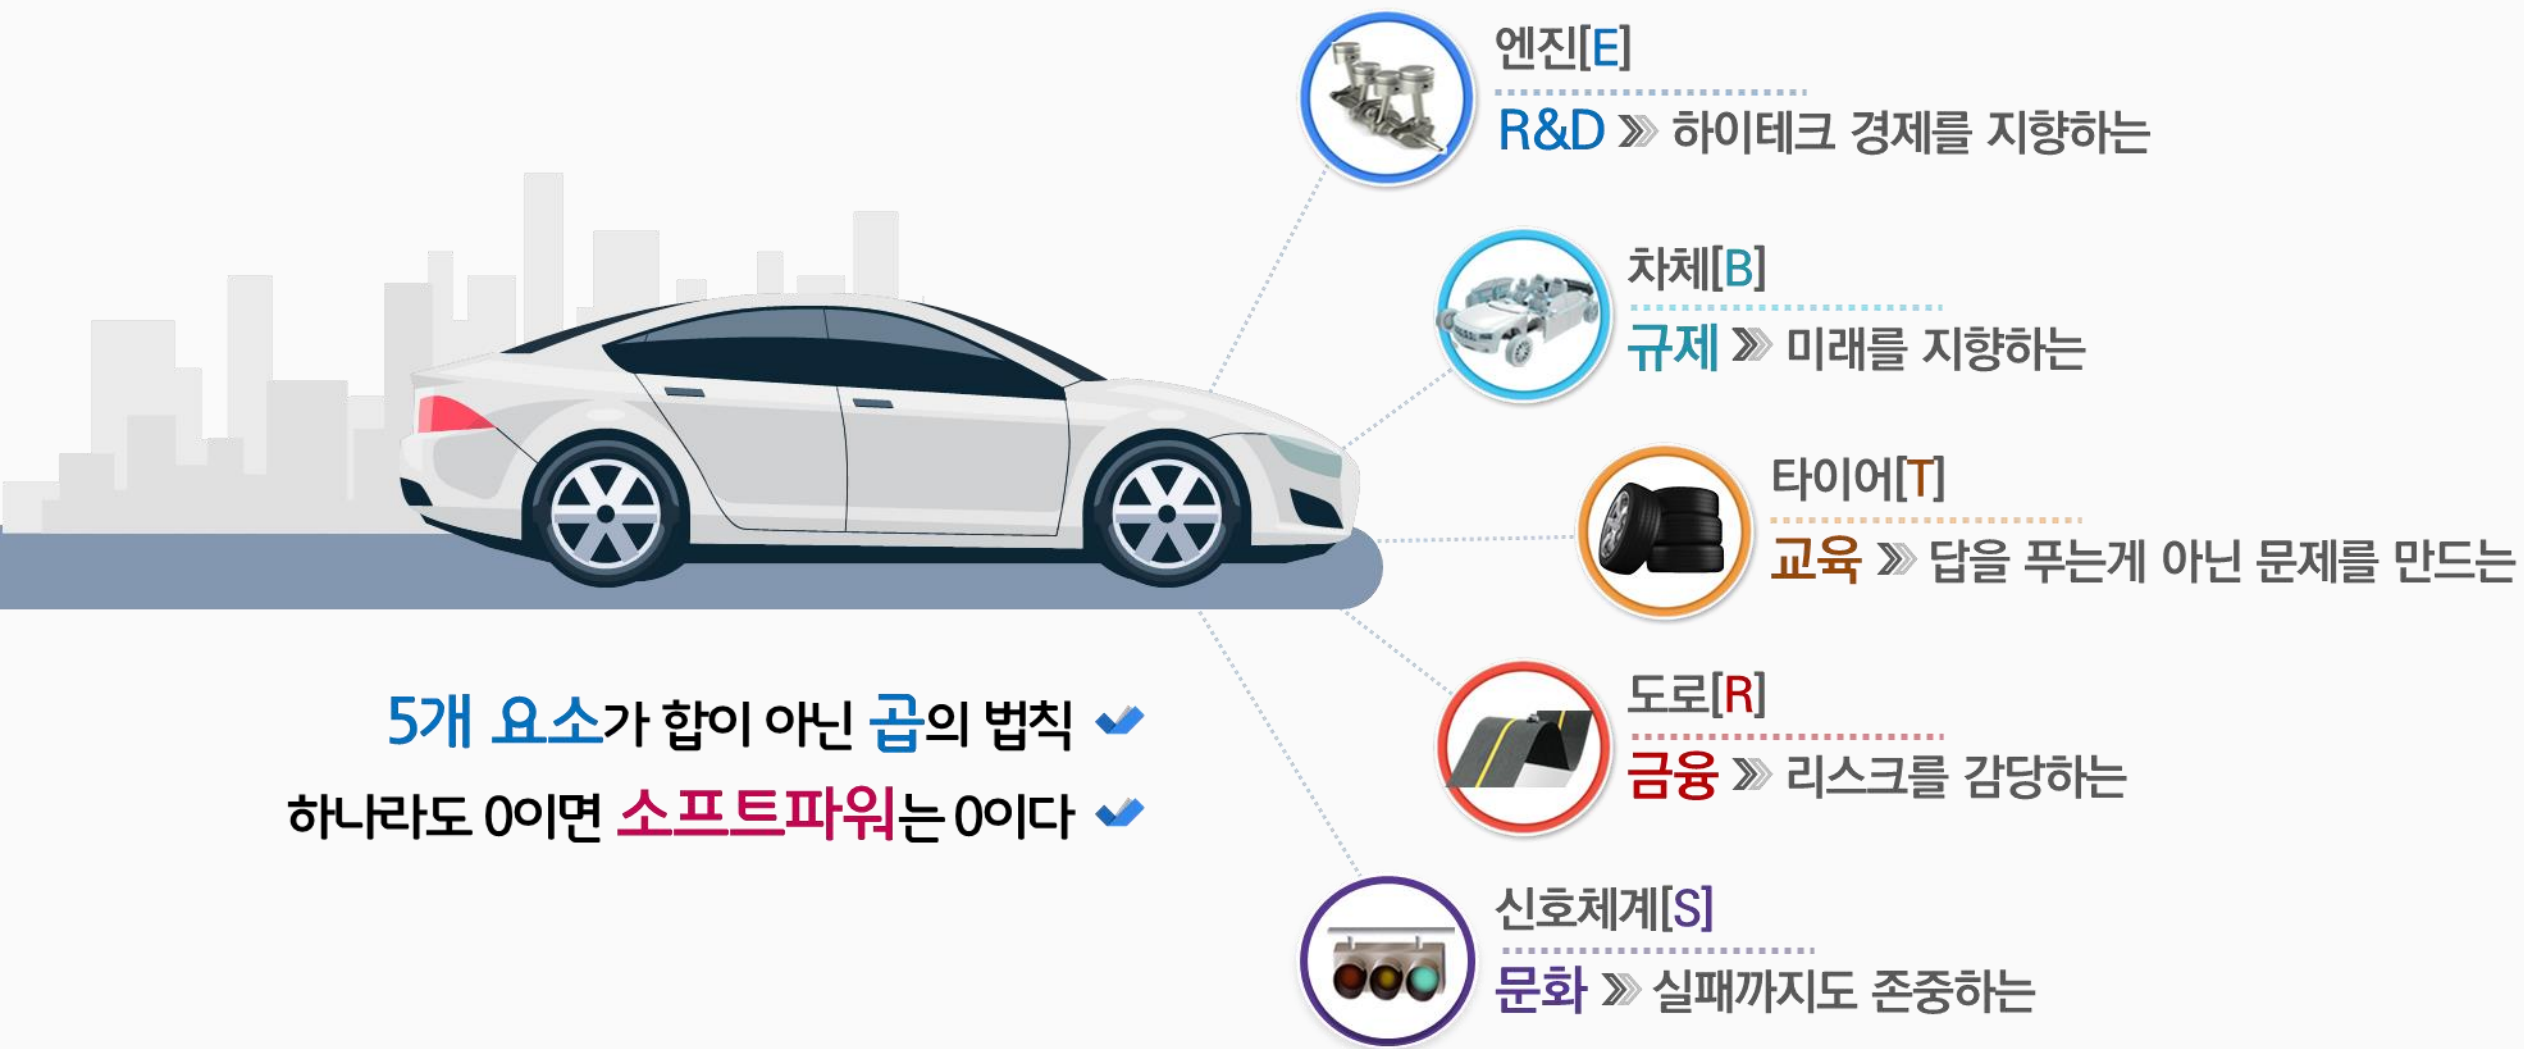 엔진[E]
R&D 하이테크 경제를 지향하는
차체[B]
규제 미래를 지향하는
타이어[T]
교육 답을 푸는게 아닌 문제를 만드는
도로[R]
금융 리스크를 감당하는
신호체계[S]
문화 실패까지도 존중하는
5개 요소가 합이 아닌 곱의 법칙
하나라도 0이면 소프트파워는 0이다